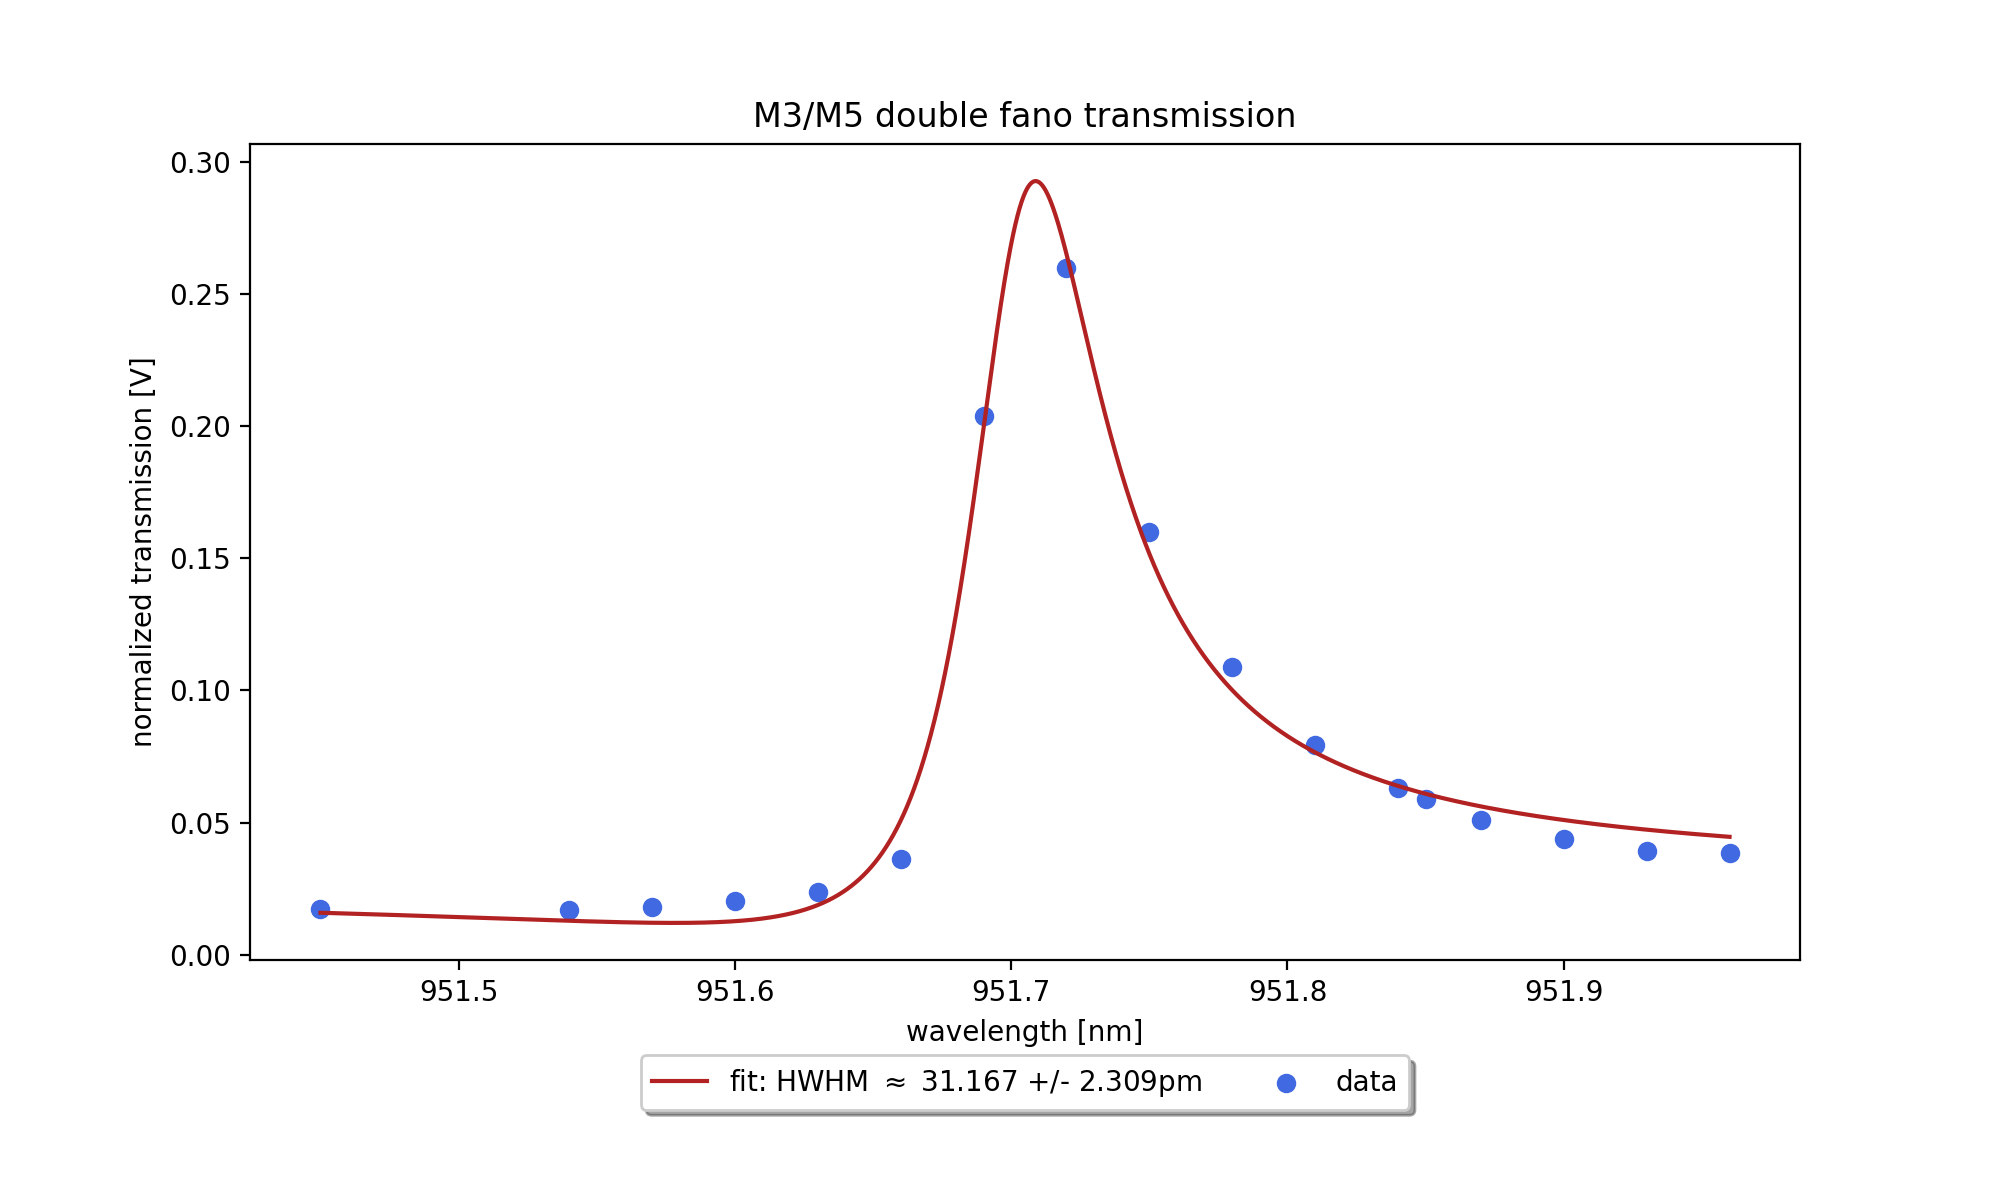 M3/M5 double fano transmission
normalized transmission [V]
0.30
0.25
0.20
0.15
0.10
0.05
0.00
951.5 951.6 951.7 951.8 951.9
wavelength [nm]
fit: HWHM ≈ 31.167 +/- 2.309pm data